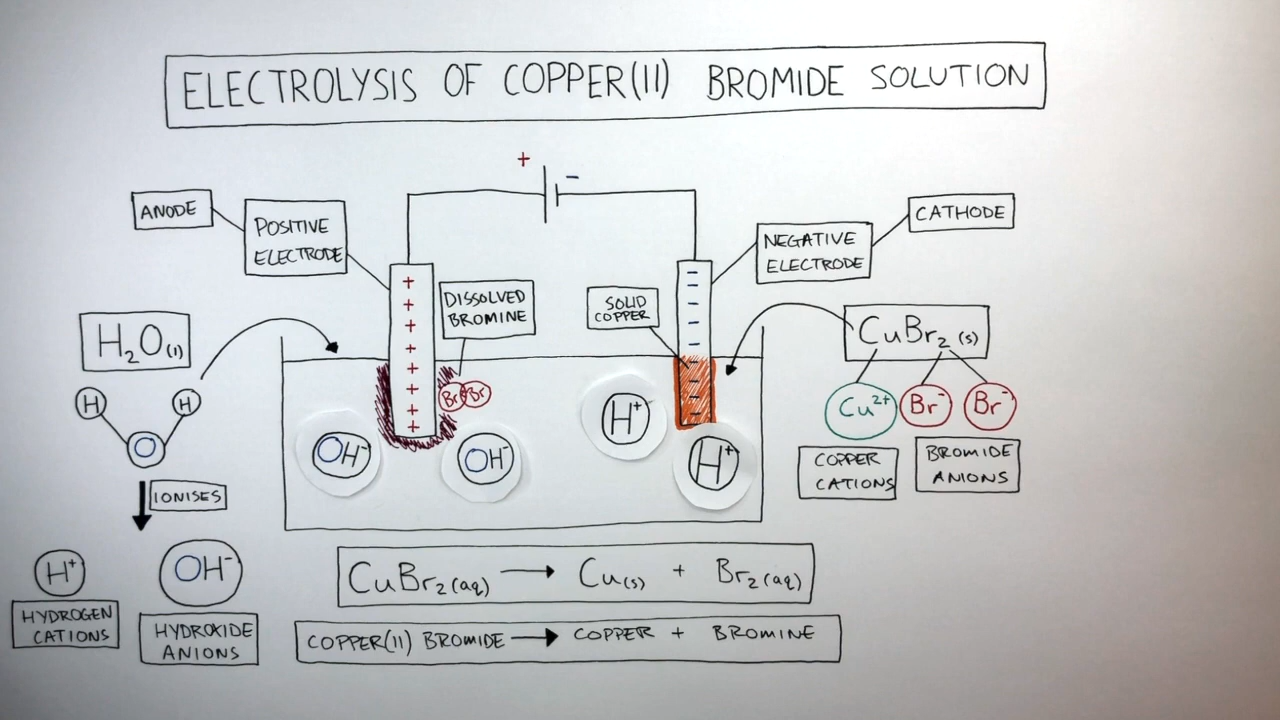 ELECTROLYSIS OF COPPER(II) BROMIDE SOLUTION
+ -
ANODE
POSITIVE
ELECTRODE
CATHODE
NEGATIVE
ELECTRODE
DISSOLVED
BROMINE
SOLID
COPPER
H₂O(l)
H H
O
IONISES
H⁺
HYDROGEN
CATIONS
OH⁻
HYDROXIDE
ANIONS
+
+
+
+
+
+
+
+
-
-
-
-
-
-
-
-
Br Br
OH⁻
OH⁻
H⁺
H⁺
CuBr₂ (s)
Cu²⁺ Br⁻ Br⁻
COPPER
CATIONS
BROMIDE
ANIONS
CuBr₂(aq) → Cu(s) + Br₂(aq)
COPPER(II) BROMIDE → COPPER + BROMINE